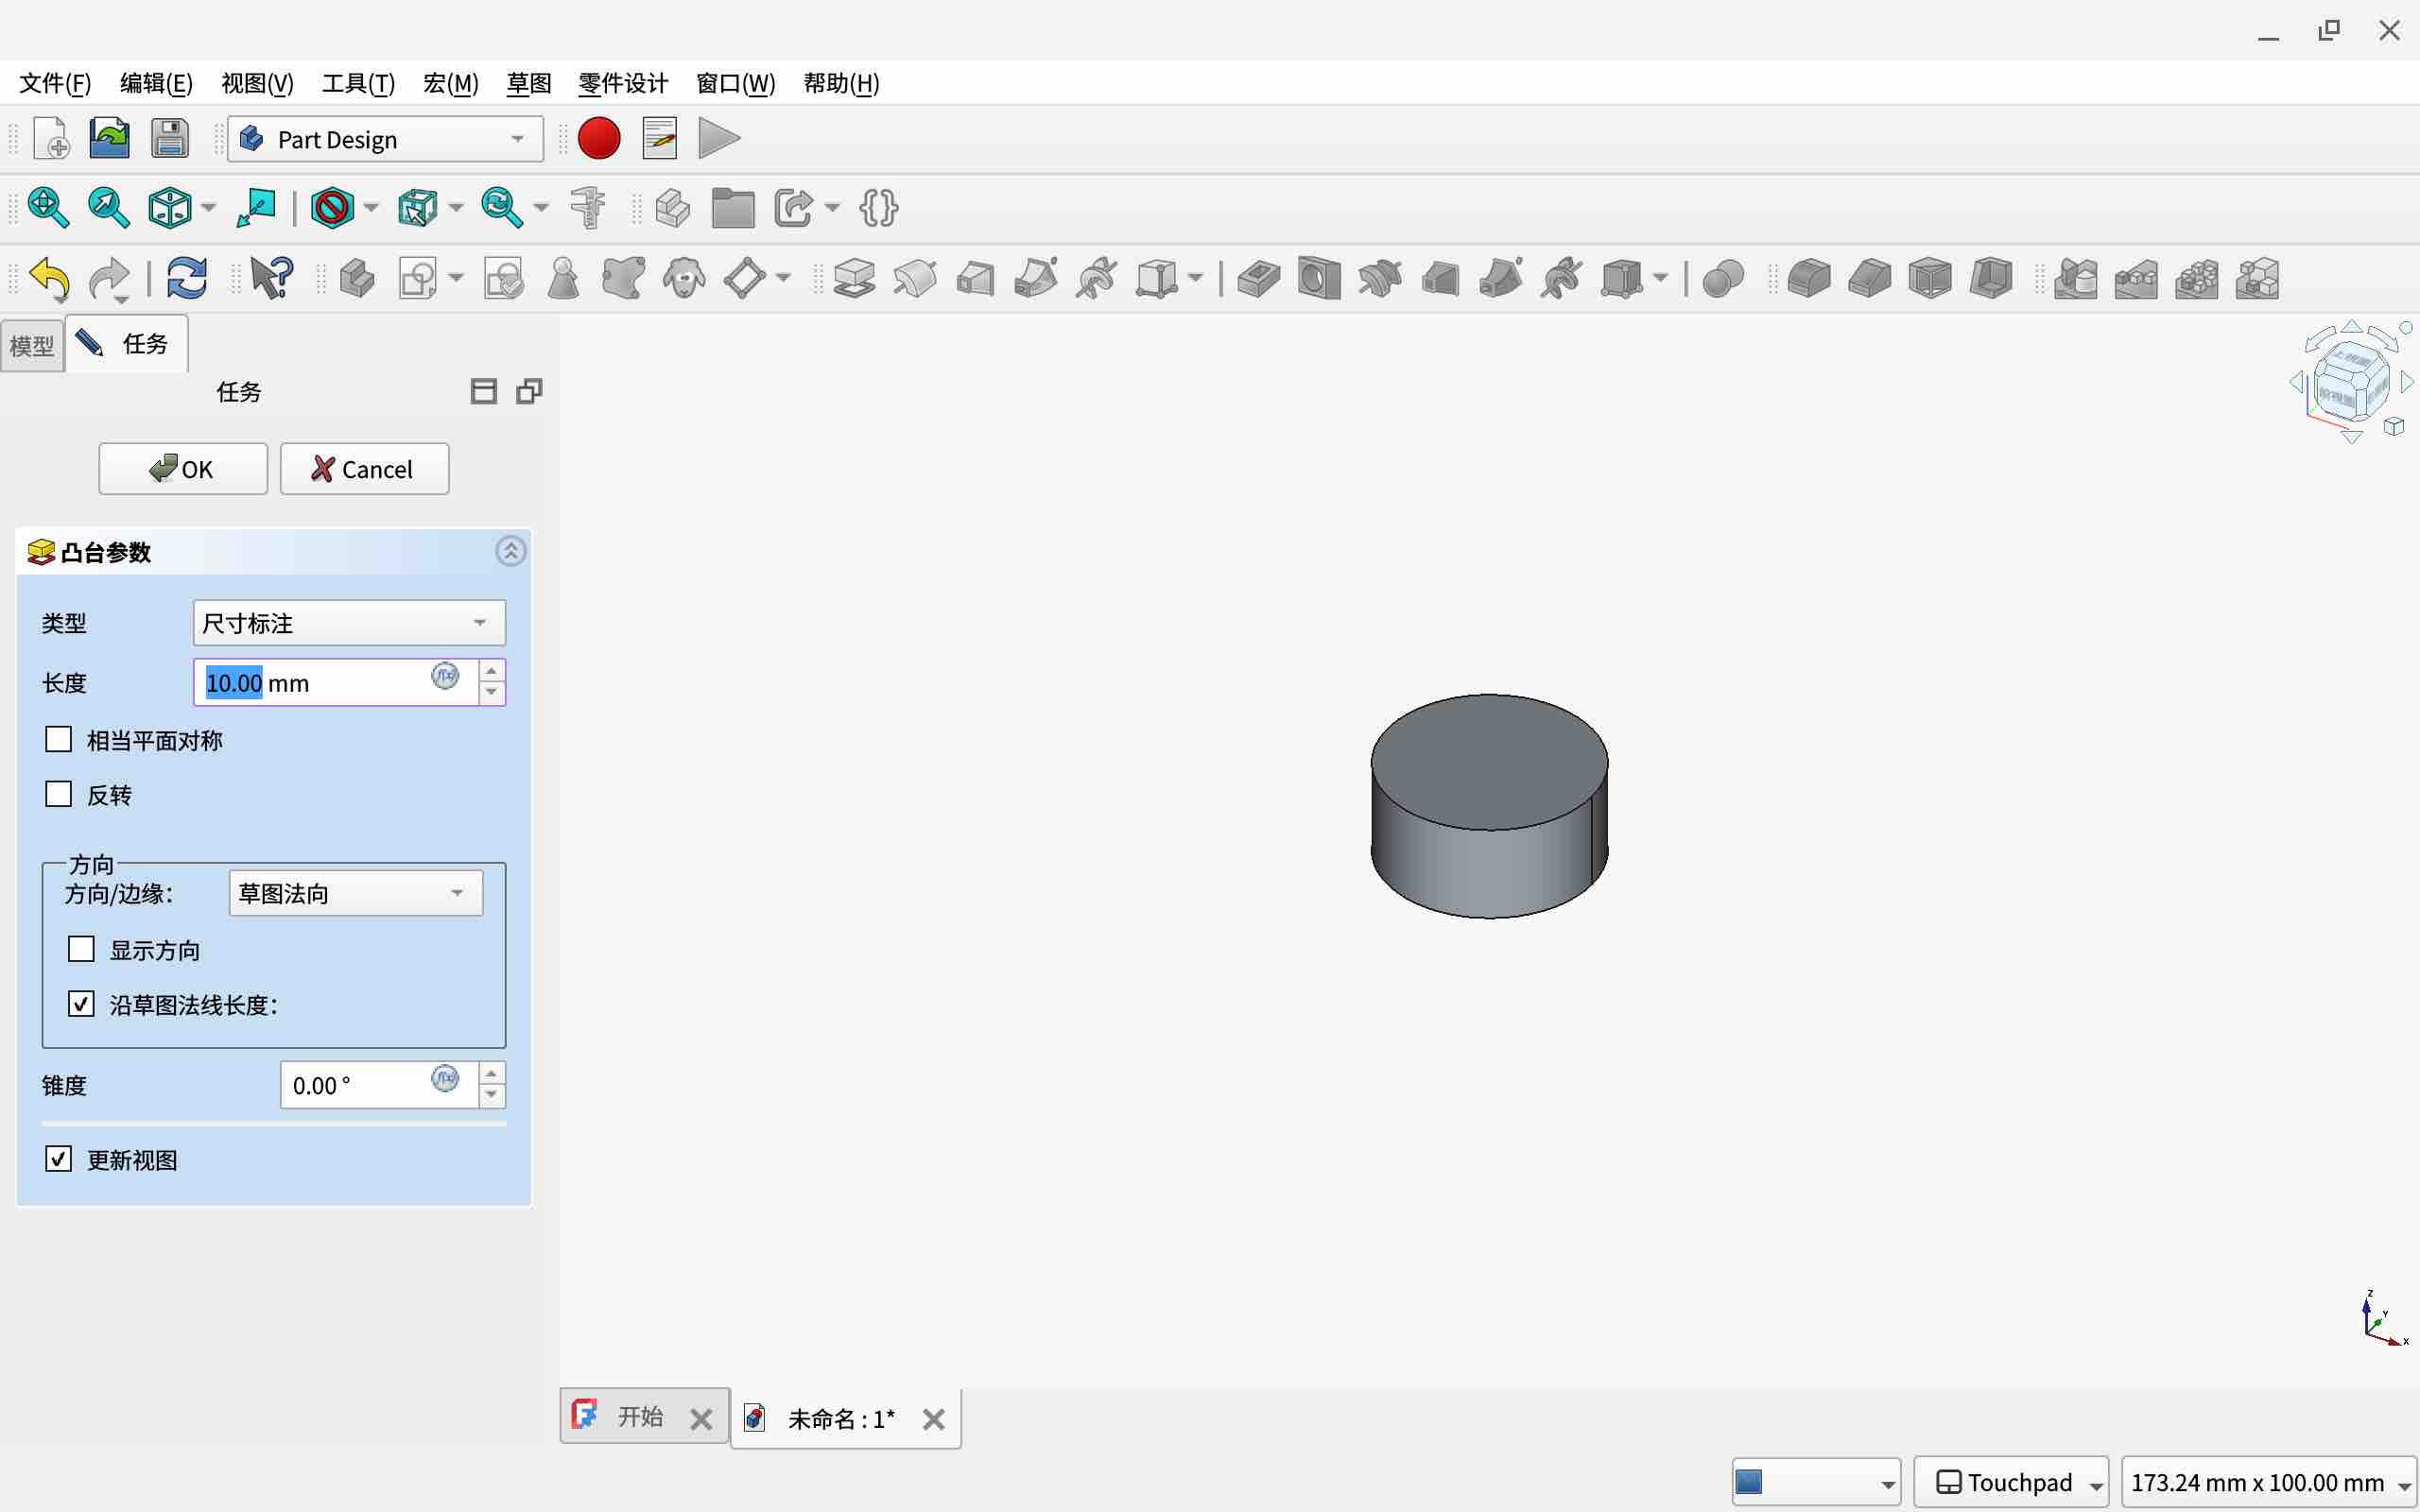 文件(F) 编辑(E) 视图(V) 工具(T) 宏(M) 草图 零件设计 窗口(W) 帮助(H)
Part Design
模型 任务
任务
OK Cancel
凸台参数
类型 尺寸标注
长度 10.00 mm
相当平面对称
反转
方向
方向/边缘: 草图法向
显示方向
沿草图法线长度:
锥度 0.00 °
更新视图
Z
Y
X
开始 未命名 : 1*
Touchpad 173.24 mm x 100.00 mm